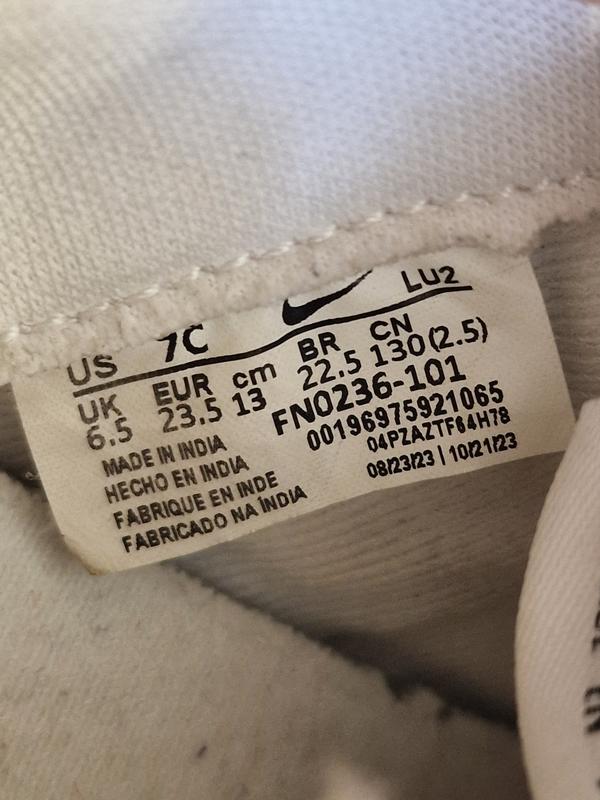 LU2
US 7C
UK EUR cm BR CN
6.5 23.5 13 22.5 130(2.5)
FN0236-101
00196975921065
04PZAZTF64H78
08/23/23 | 10/21/23
MADE IN INDIA
HECHO EN INDIA
FABRIQUE EN INDE
FABRICADO NA ÍNDIA